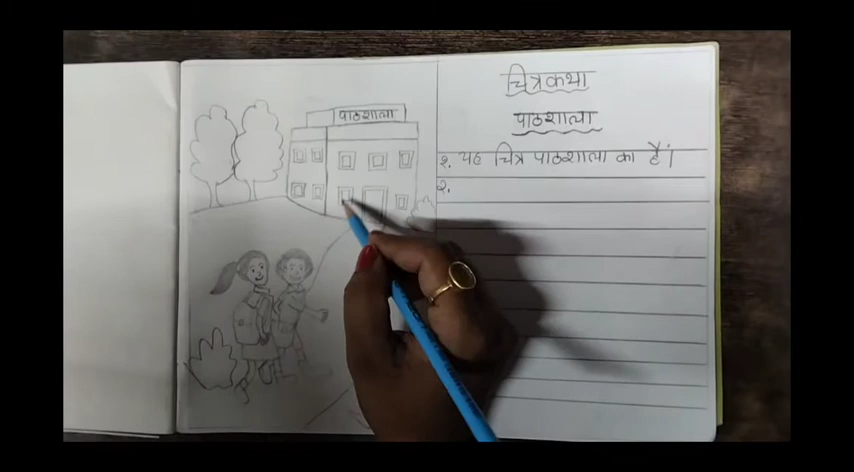 पाठशाला
चित्रकथा
पाठशाला
१. यह चित्र पाठशाला का है।
२.